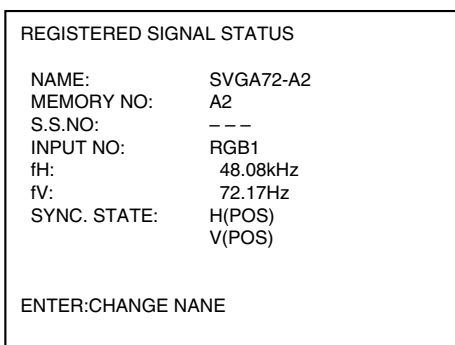 REGISTERED SIGNAL STATUS
NAME: SVGA72-A2
MEMORY NO: A2
S.S.NO: – – –
INPUT NO: RGB1
fH: 48.08kHz
fV: 72.17Hz
SYNC. STATE: H(POS)
V(POS)
ENTER:CHANGE NANE